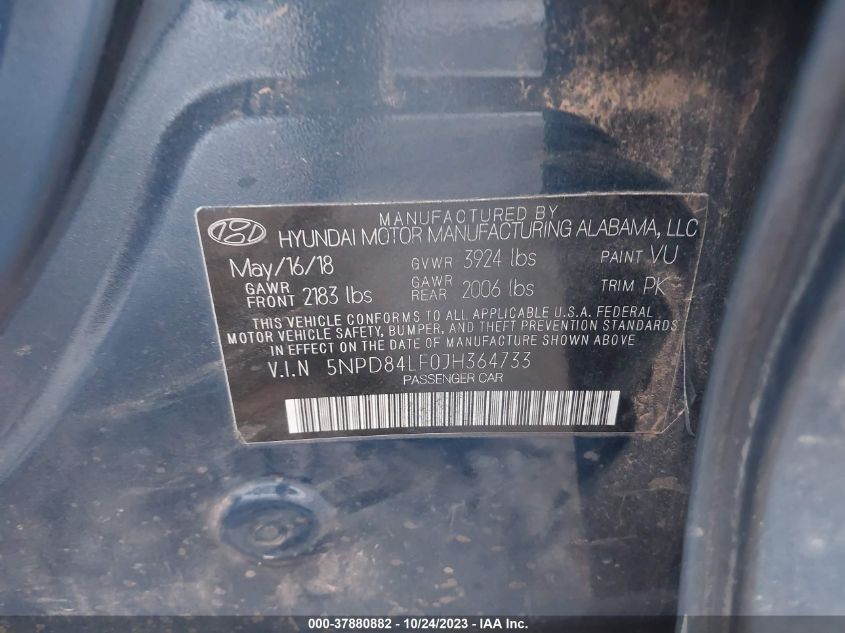 MANUFACTURED BY
HYUNDAI MOTOR MANUFACTURING ALABAMA, LLC
May/16/18 GVWR 3924 lbs PAINT VU
GAWR FRONT 2183 lbs GAWR REAR 2006 lbs TRIM PK
THIS VEHICLE CONFORMS TO ALL APPLICABLE U.S.A. FEDERAL
MOTOR VEHICLE SAFETY, BUMPER, AND THEFT PREVENTION STANDARDS
IN EFFECT ON THE DATE OF MANUFACTURE SHOWN ABOVE.
V.I.N 5NPD84LF0JH364733
PASSENGER CAR
000-37880882 - 10/24/2023 - IAA Inc.